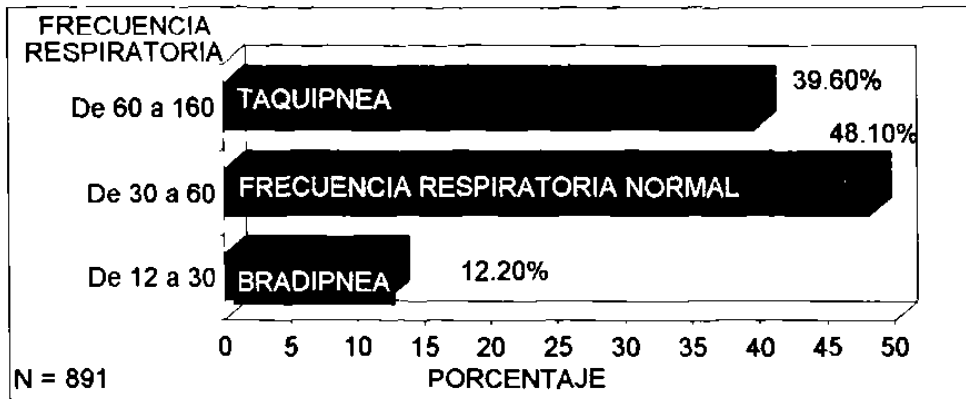 FRECUENCIA
RESPIRATORIA
De 60 a 160 TAQUIPNEA 39.60%
48.10%
De 30 a 60 FRECUENCIA RESPIRATORIA NORMAL
De 12 a 30 BRADIPNEA 12.20%
0 5 10 15 20 25 30 35 40 45 50
N = 891 PORCENTAJE